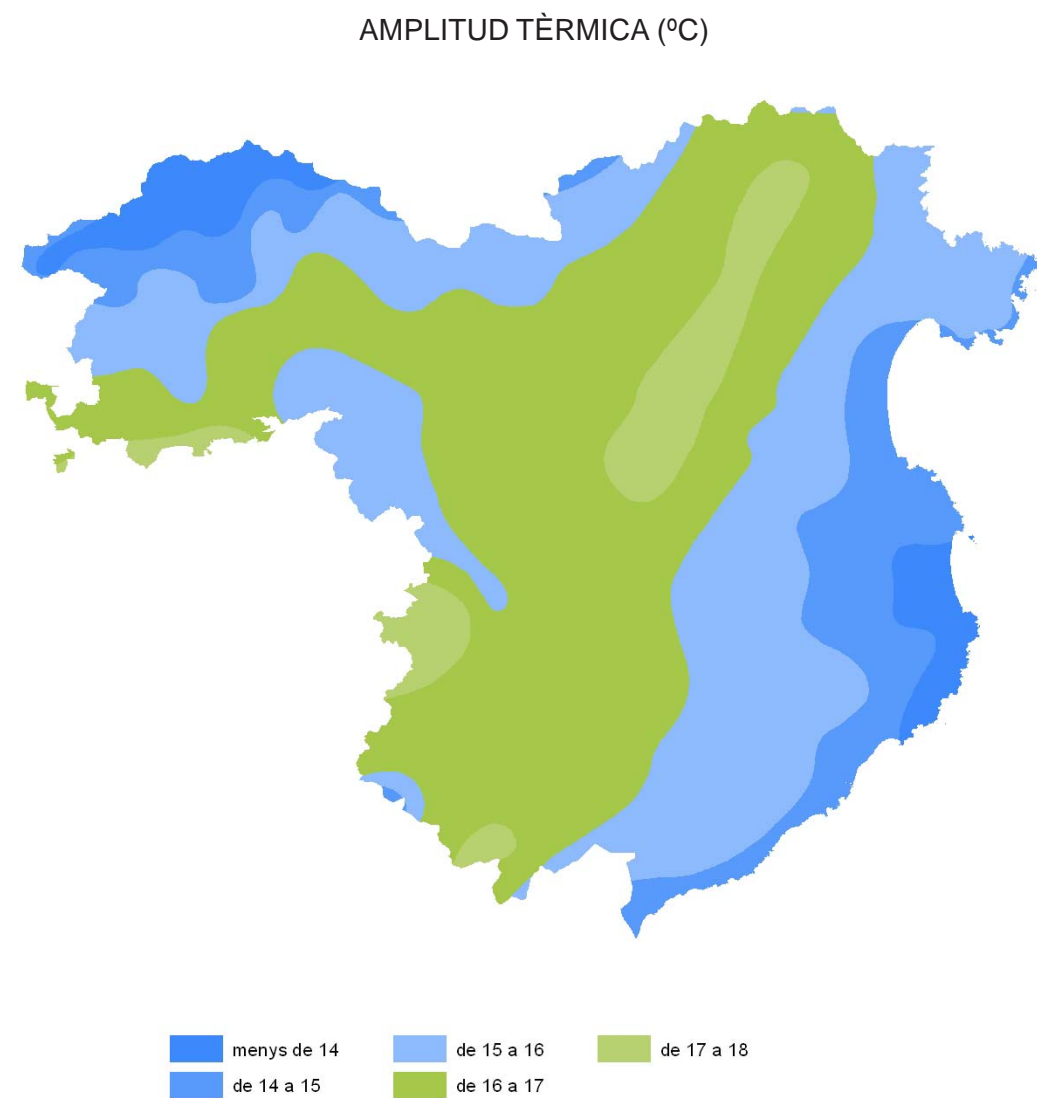 AMPLITUD TÈRMICA (ºC)
menys de 14
de 14 a 15
de 15 a 16
de 16 a 17
de 17 a 18